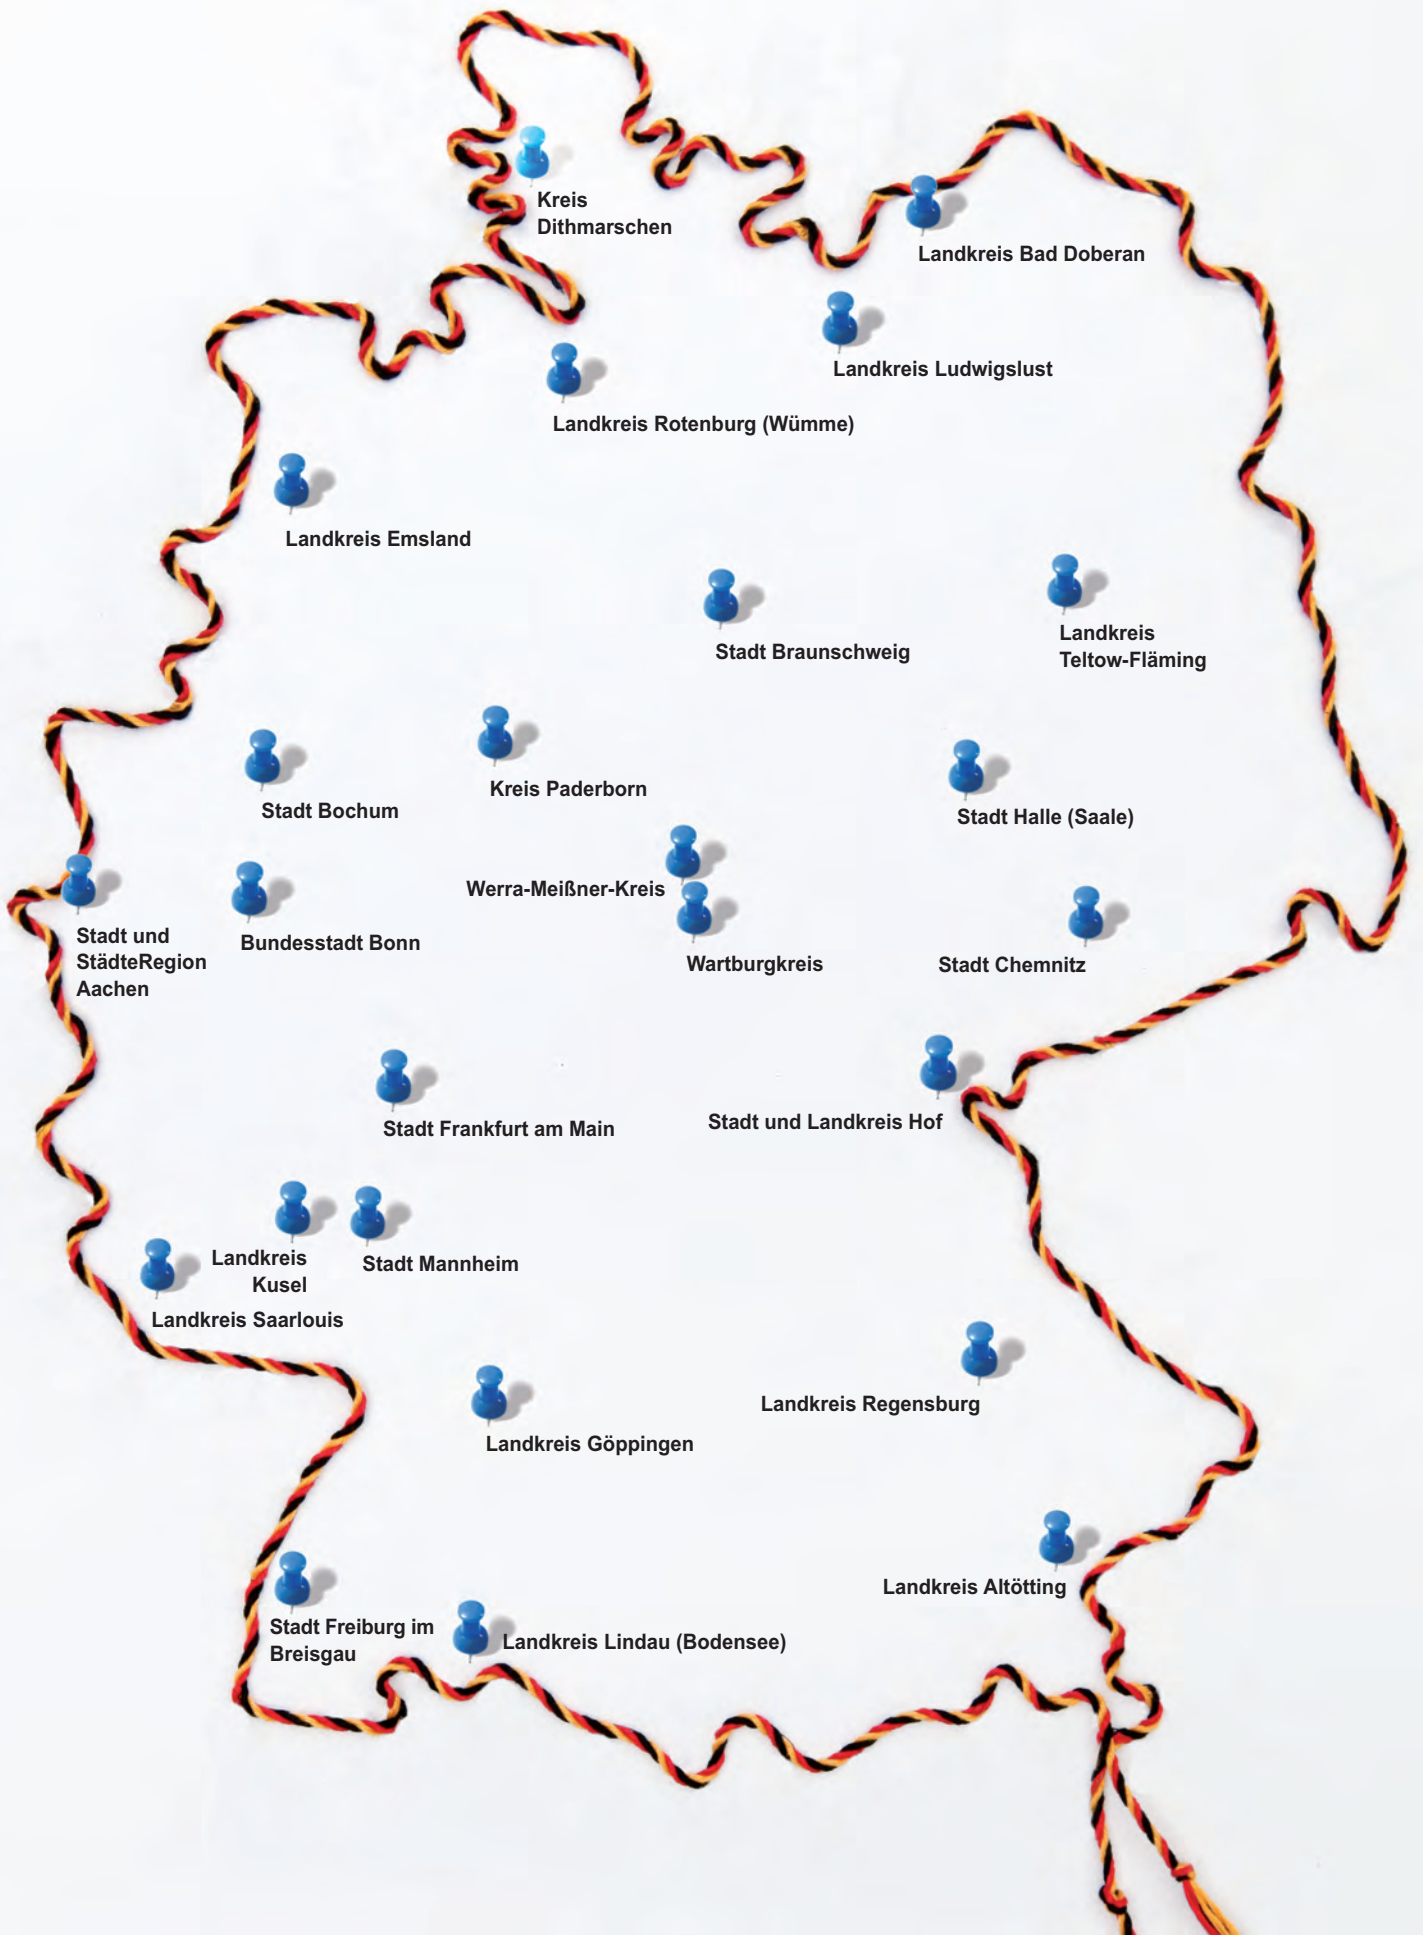 Kreis
Dithmarschen
Landkreis Bad Doberan
Landkreis Ludwigslust
Landkreis Rotenburg (Wümme)
Landkreis Emsland
Stadt Braunschweig
Landkreis
Teltow-Fläming
Kreis Paderborn
Stadt Bochum
Stadt Halle (Saale)
Werra-Meißner-Kreis
Stadt und
StädteRegion
Aachen
Bundesstadt Bonn
Wartburgkreis
Stadt Chemnitz
Stadt Frankfurt am Main
Stadt und Landkreis Hof
Landkreis
Kusel
Stadt Mannheim
Landkreis Saarlouis
Landkreis Regensburg
Landkreis Göppingen
Landkreis Altötting
Stadt Freiburg im
Breisgau
Landkreis Lindau (Bodensee)